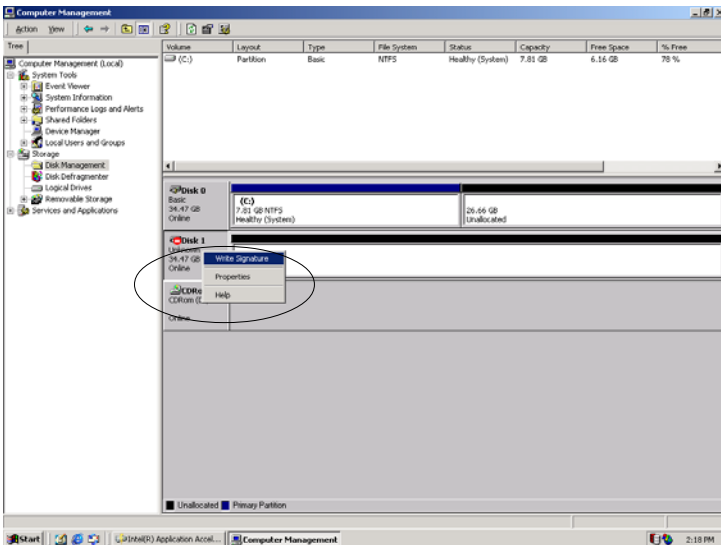 Computer Management
Action View
Tree
Computer Management (Local)
System Tools
Event Viewer
System Information
Performance Logs and Alerts
Shared Folders
Device Manager
Local Users and Groups
Storage
Disk Management
Disk Defragmenter
Logical Drives
Removable Storage
Services and Applications
Volume Layout Type File System Status Capacity Free Space % Free
(C:) Partition Basic NTFS Healthy (System) 7.81 GB 6.16 GB 78 %
Disk 0
Basic
34.47 GB
Online
(C:)
7.81 GB NTFS
Healthy (System)
26.66 GB
Unallocated
Disk 1
Unknown
34.47 GB
Online
Write Signature
Properties
Help
CDRo
CDRom (D
Online
Unallocated Primary Partition
Start Intel(R) Application Accel... Computer Management 2:18 PM